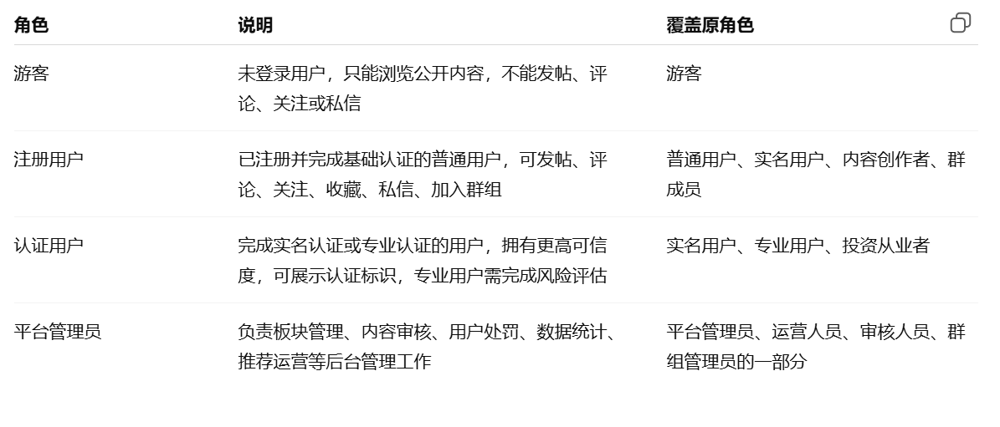 角色 说明 覆盖原角色
游客 未登录用户，只能浏览公开内容，不能发帖、评 游客
论、关注或私信
注册用户 已注册并完成基础认证的普通用户，可发帖、评 普通用户、实名用户、内容创作者、群
论、关注、收藏、私信、加入群组 成员
认证用户 完成实名认证或专业认证的用户，拥有更高可信 实名用户、专业用户、投资从业者
度，可展示认证标识，专业用户需完成风险评估
平台管理员 负责板块管理、内容审核、用户处罚、数据统计、 平台管理员、运营人员、审核人员、群
推荐运营等后台管理工作 组管理员的一部分